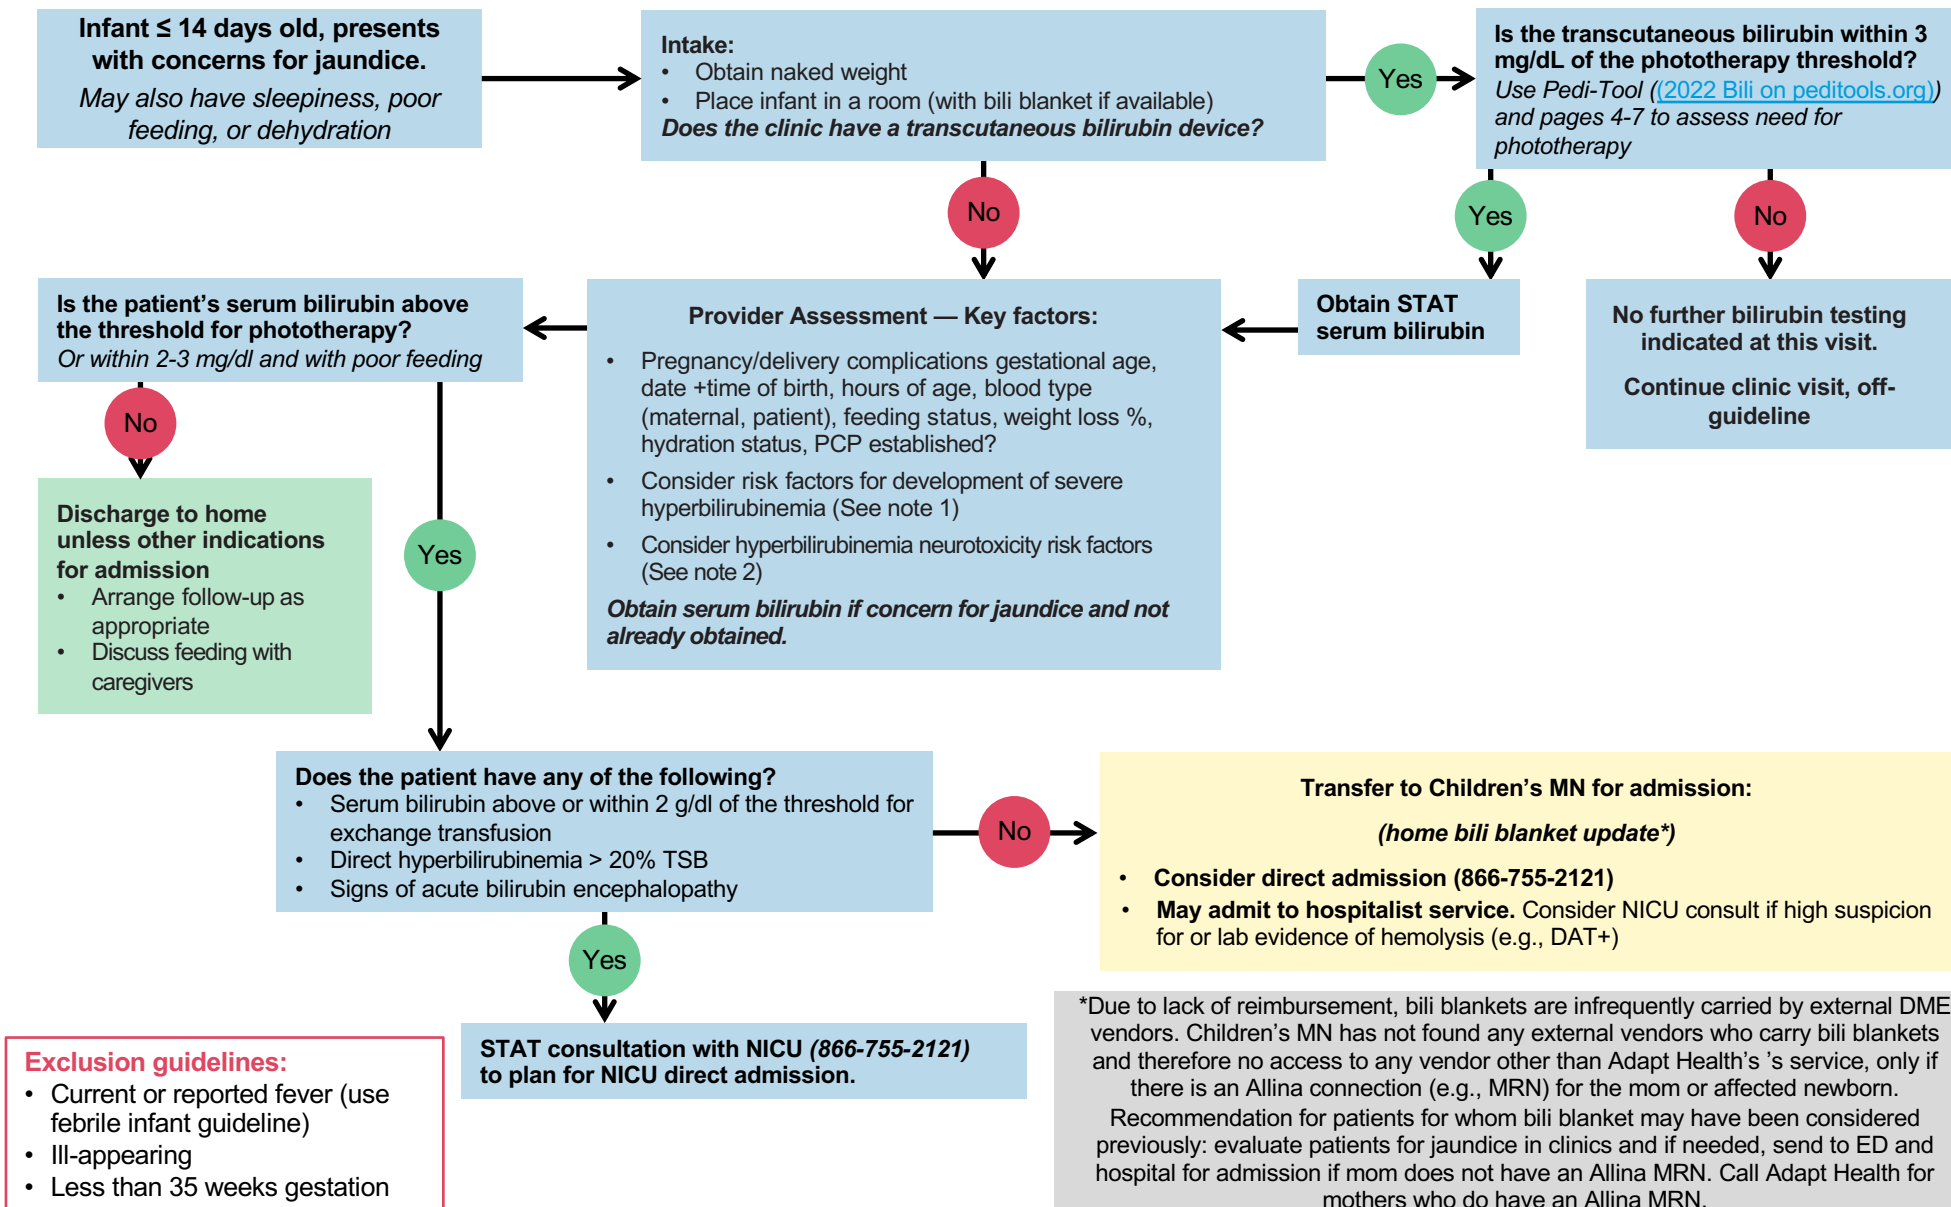 Infant ≤ 14 days old, presents
with concerns for jaundice.
May also have sleepiness, poor
feeding, or dehydration
Intake:
• Obtain naked weight
• Place infant in a room (with bili blanket if available)
Does the clinic have a transcutaneous bilirubin device?
Yes
Is the transcutaneous bilirubin within 3
mg/dL of the phototherapy threshold?
Use Pedi-Tool ((2022 Bili on peditools.org))
and pages 4-7 to assess need for
phototherapy
No
Yes
No
Is the patient's serum bilirubin above
the threshold for phototherapy?
Or within 2-3 mg/dl and with poor feeding
Provider Assessment — Key factors:
• Pregnancy/delivery complications gestational age,
date +time of birth, hours of age, blood type
(maternal, patient), feeding status, weight loss %,
hydration status, PCP established?
• Consider risk factors for development of severe
hyperbilirubinemia (See note 1)
• Consider hyperbilirubinemia neurotoxicity risk factors
(See note 2)
Obtain serum bilirubin if concern for jaundice and not
already obtained.
Obtain STAT
serum bilirubin
No further bilirubin testing
indicated at this visit.
Continue clinic visit, off-
guideline
No
Yes
Discharge to home
unless other indications
for admission
• Arrange follow-up as
appropriate
• Discuss feeding with
caregivers
Does the patient have any of the following?
• Serum bilirubin above or within 2 g/dl of the threshold for
exchange transfusion
• Direct hyperbilirubinemia > 20% TSB
• Signs of acute bilirubin encephalopathy
No
Transfer to Children's MN for admission:
(home bili blanket update*)
• Consider direct admission (866-755-2121)
• May admit to hospitalist service. Consider NICU consult if high suspicion
for or lab evidence of hemolysis (e.g., DAT+)
Yes
STAT consultation with NICU (866-755-2121)
to plan for NICU direct admission.
Exclusion guidelines:
• Current or reported fever (use
febrile infant guideline)
• Ill-appearing
• Less than 35 weeks gestation
*Due to lack of reimbursement, bili blankets are infrequently carried by external DME
vendors. Children's MN has not found any external vendors who carry bili blankets
and therefore no access to any vendor other than Adapt Health's 's service, only if
there is an Allina connection (e.g., MRN) for the mom or affected newborn.
Recommendation for patients for whom bili blanket may have been considered
previously: evaluate patients for jaundice in clinics and if needed, send to ED and
hospital for admission if mom does not have an Allina MRN. Call Adapt Health for
mothers who do have an Allina MRN.